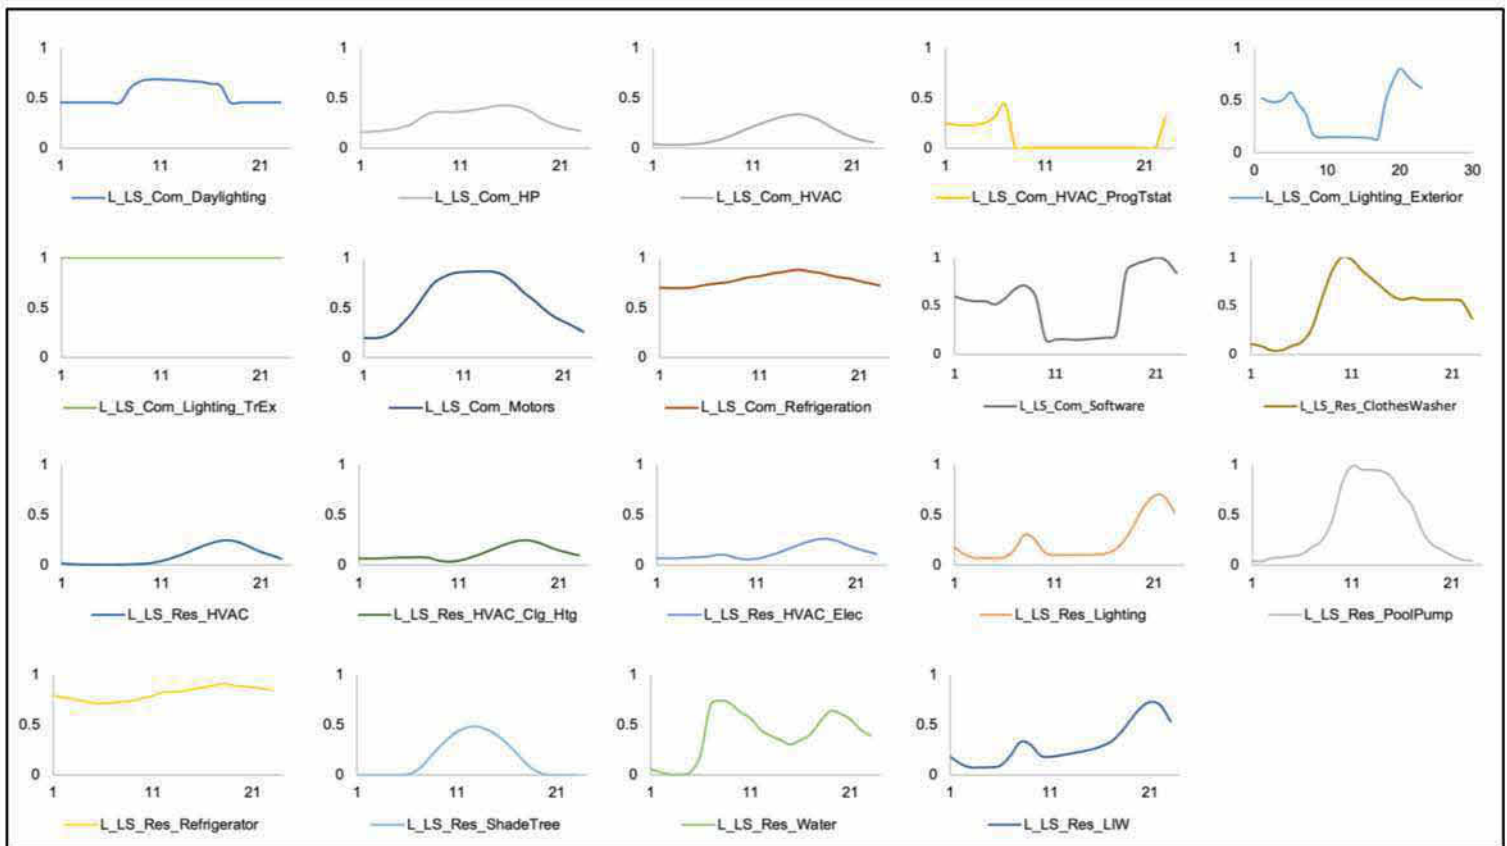 1
0.5
0
1 11 21
L_LS_Com_Daylighting
1
0.5
0
1 11 21
L_LS_Com_HP
1
0.5
0
1 11 21
L_LS_Com_HVAC
1
0.5
0
1 11 21
L_LS_Com_HVAC_ProgTstat
1
0.5
0
0 10 20 30
L_LS_Com_Lighting_Exterior
1
0.5
0
1 11 21
L_LS_Com_Lighting_TrEx
1
0.5
0
1 11 21
L_LS_Com_Motors
1
0.5
0
1 11 21
L_LS_Com_Refrigeration
1
0.5
0
1 11 21
L_LS_Com_Software
1
0.5
0
1 11 21
L_LS_Res_ClothesWasher
1
0.5
0
1 11 21
L_LS_Res_HVAC
1
0.5
0
1 11 21
L_LS_Res_HVAC_Clg_Htg
1
0.5
0
1 11 21
L_LS_Res_HVAC_Elec
1
0.5
0
1 11 21
L_LS_Res_Lighting
1
0.5
0
1 11 21
L_LS_Res_PoolPump
1
0.5
0
1 11 21
L_LS_Res_Refrigerator
1
0.5
0
1 11 21
L_LS_Res_ShadeTree
1
0.5
0
1 11 21
L_LS_Res_Water
1
0.5
0
1 11 21
L_LS_Res_LIW